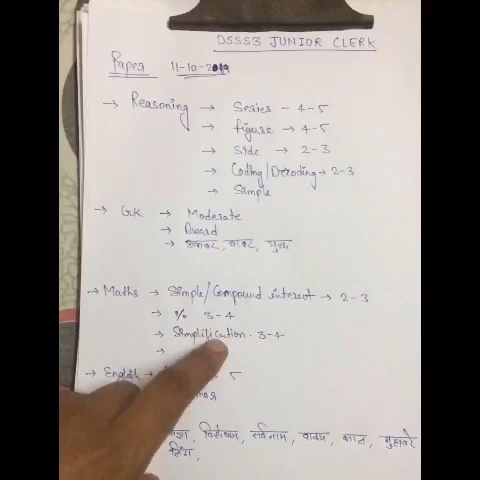 DSSSB JUNIOR CLERK
Paper 11-10-2019
→ Reasoning → Series - 4-5
→ figure → 4-5
→ Side → 2-3
→ Coding/Decoding → 2-3
→ Simple
→ GK → Moderate
→ Award
→ बाबर
→ Maths → Simple/Compound interest → 2-3
→ % 3-4
→ Simplification - 3-4
→
→ English → 5
विशेषण, सर्वनाम, वाक्य, काल, मुहावरे
लिंग,